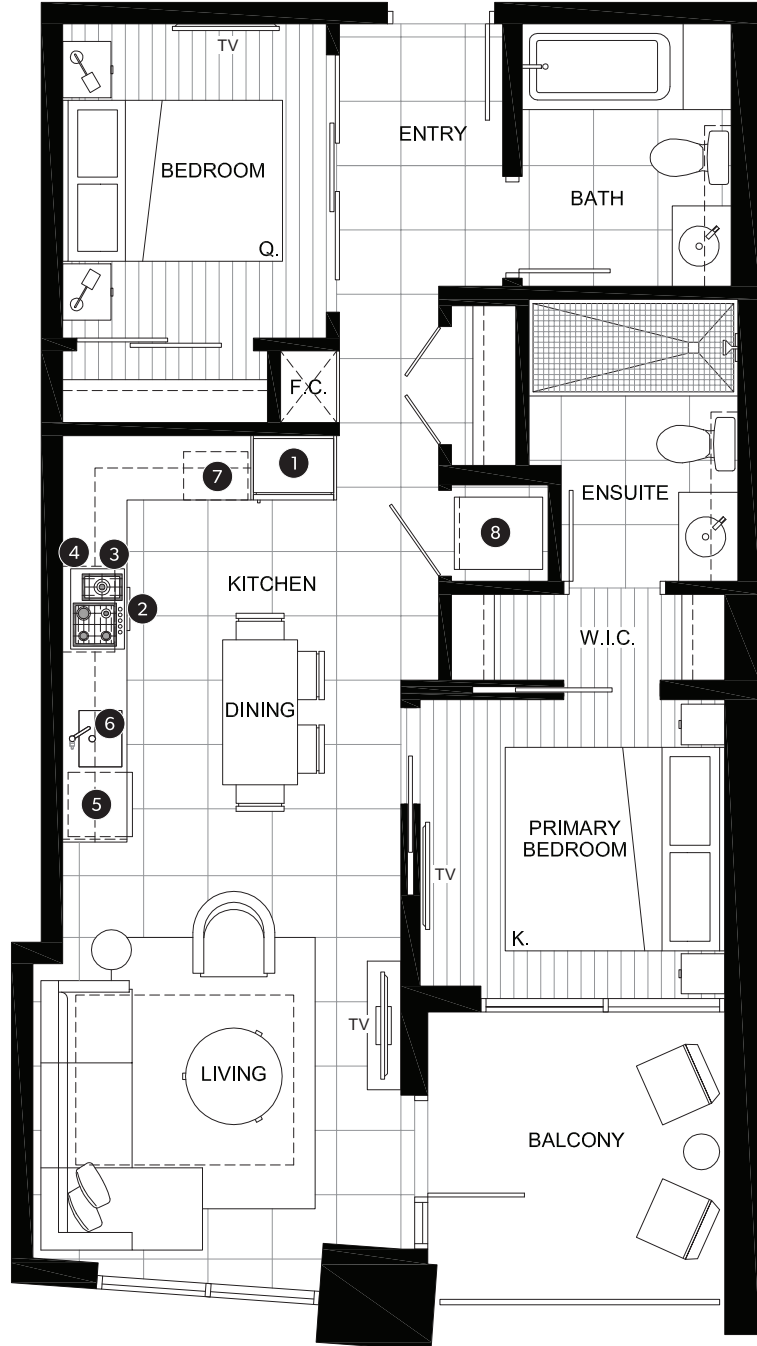 TV
ENTRY
BEDROOM
BATH
Q.
F.C.
1
7
ENSUITE
8
4
3
KITCHEN
2
W.I.C.
DINING
6
5
PRIMARY
BEDROOM
TV
K.
TV
LIVING
BALCONY